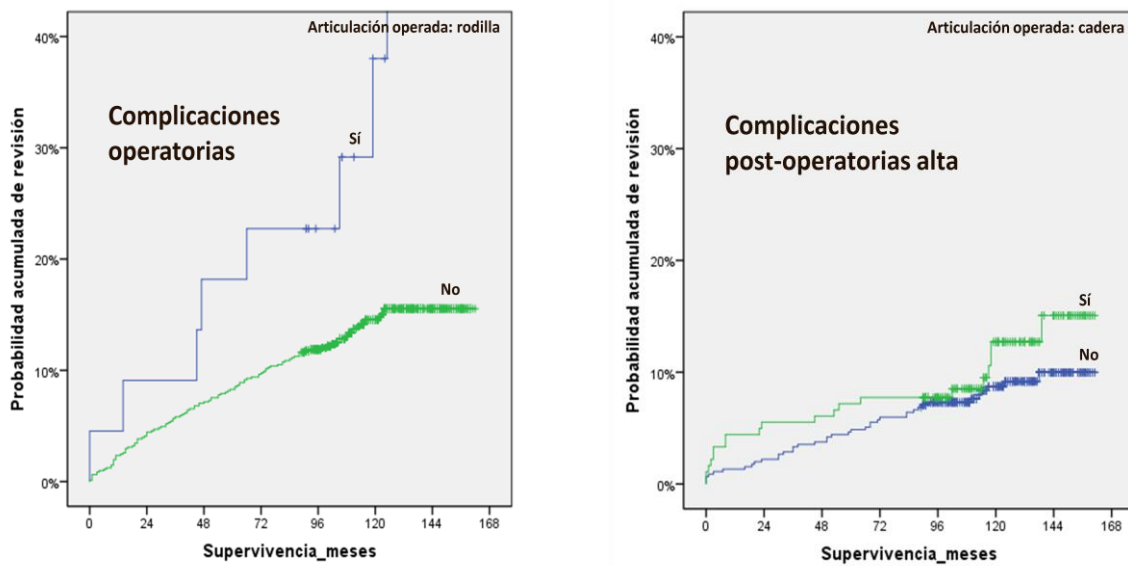 Articulación operada: rodilla
Complicaciones
operatorias
Sí
No
40%
30%
20%
10%
0%
Probabilidad acumulada de revisión
0 24 48 72 96 120 144 168
Supervivencia_meses
Articulación operada: cadera
Complicaciones
post-operatorias alta
Sí
No
40%
30%
20%
10%
0%
Probabilidad acumulada de revisión
0 24 48 72 96 120 144 168
Supervivencia_meses